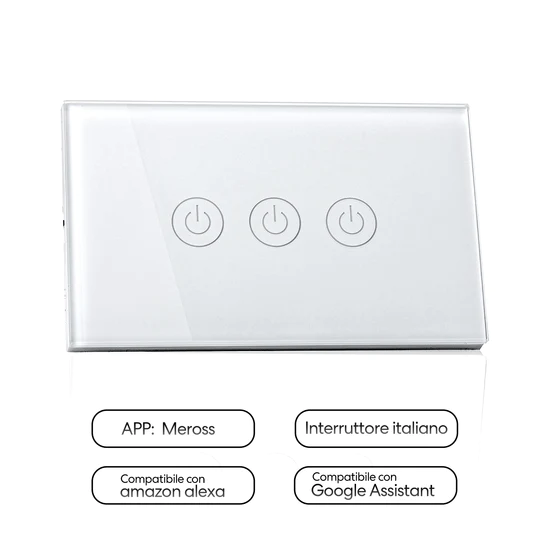 APP: Meross
Interruttore italiano
Compatibile con
amazon alexa
Compatibile con
Google Assistant